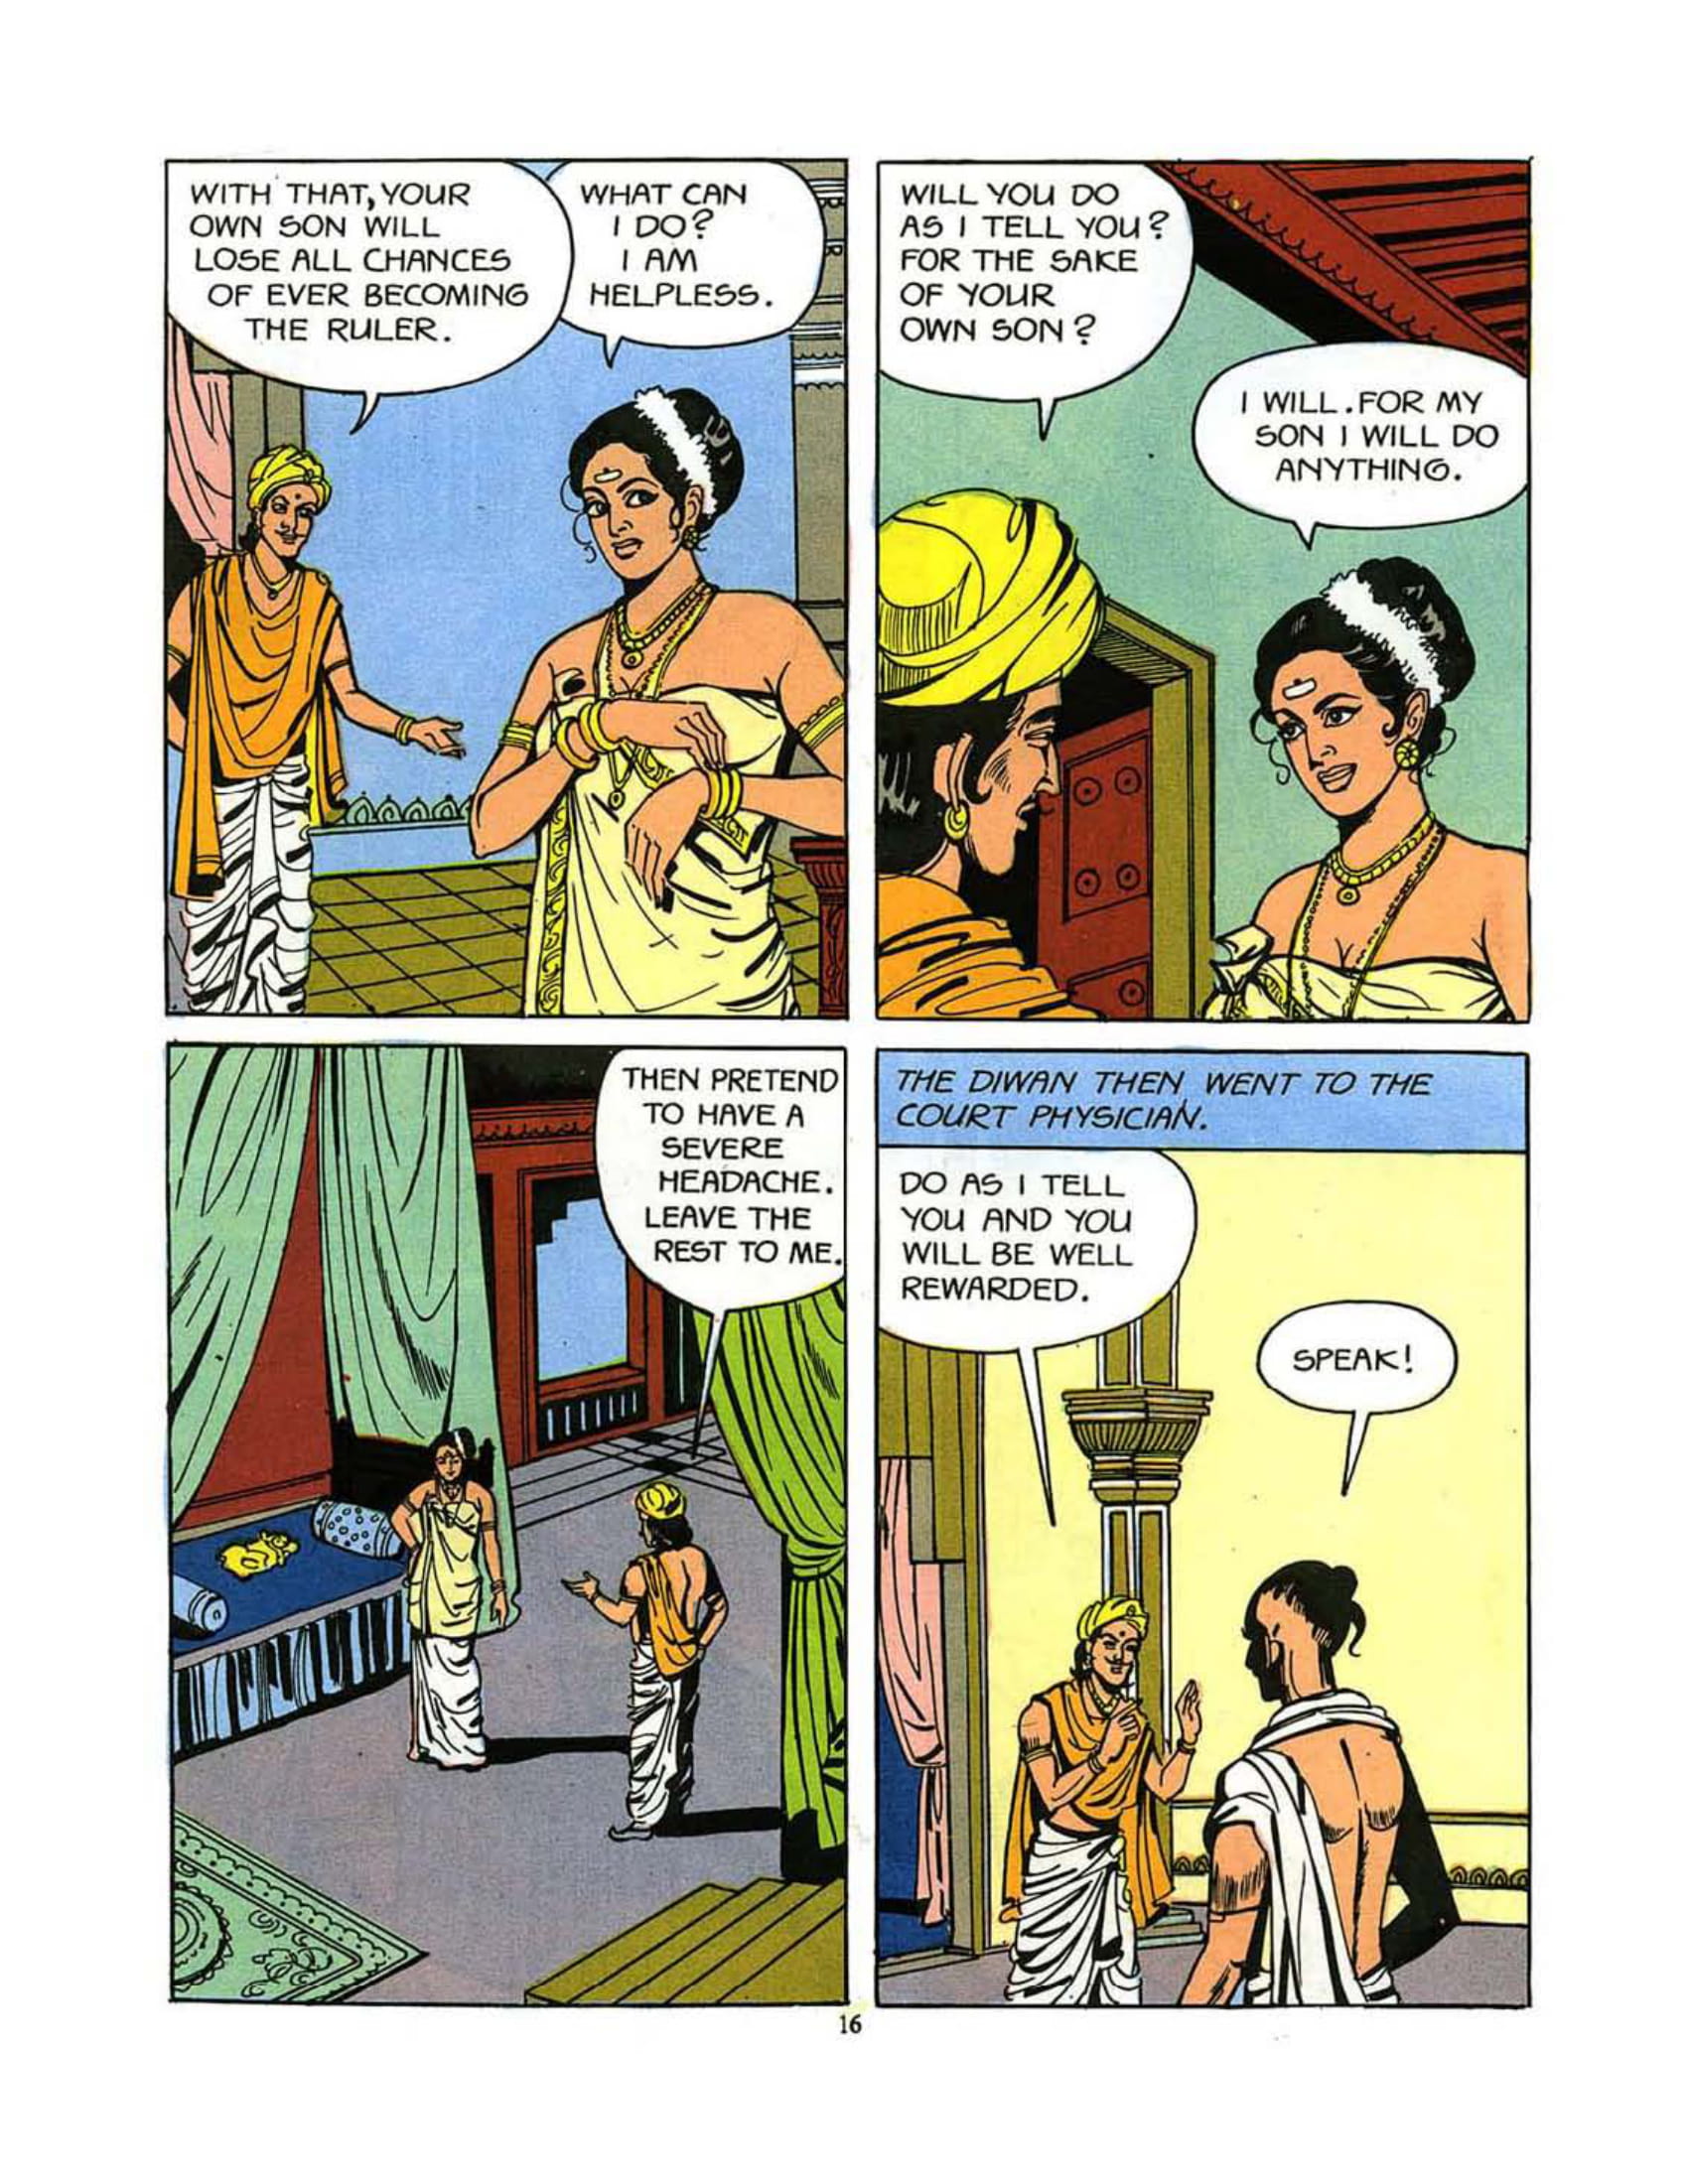 WITH THAT, YOUR
OWN SON WILL
LOSE ALL CHANCES
OF EVER BECOMING
THE RULER.
WHAT CAN
I DO?
I AM
HELPLESS.
WILL YOU DO
AS I TELL YOU?
FOR THE SAKE
OF YOUR
OWN SON?
I WILL. FOR MY
SON I WILL DO
ANYTHING.
THEN PRETEND
TO HAVE A
SEVERE
HEADACHE.
LEAVE THE
REST TO ME.
THE DIWAN THEN WENT TO THE
COURT PHYSICIAN.
DO AS I TELL
YOU AND YOU
WILL BE WELL
REWARDED.
SPEAK!
16